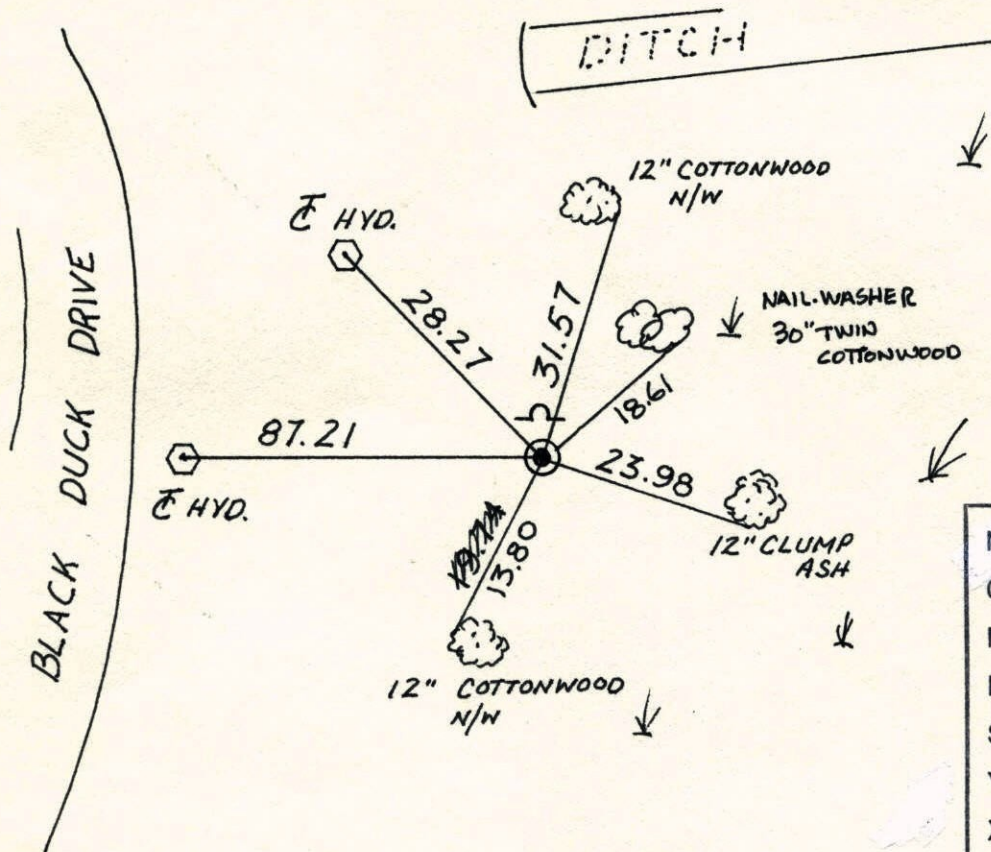 DITCH
12" COTTONWOOD
N/W
℄ HYD.
NAIL-WASHER
30" TWIN
COTTONWOOD
28.27
31.57
18.61
87.21
23.98
℄ HYD.
12" CLUMP
ASH
13.80
12" COTTONWOOD
N/W
BLACK DUCK DRIVE